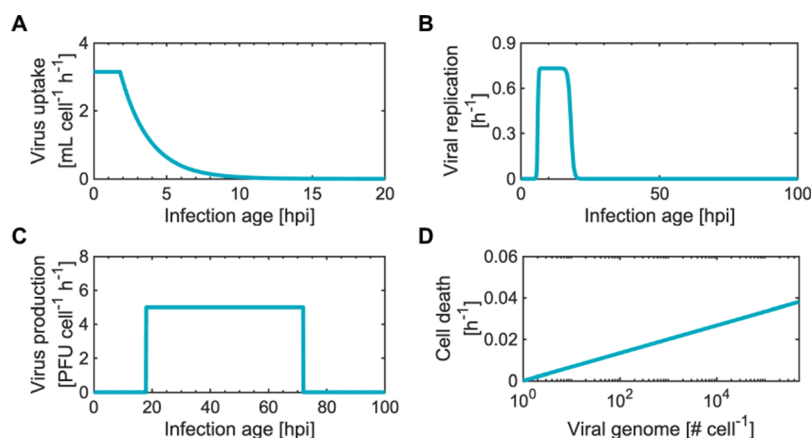 A
B
4
2
0
Virus uptake
[mL cell⁻¹ h⁻¹]
0 5 10 15 20
Infection age [hpi]
0.9
0.6
0.3
0
Viral replication
[h⁻¹]
0 50 100
Infection age [hpi]
C
D
8
6
4
2
0
Virus production
[PFU cell⁻¹ h⁻¹]
0 20 40 60 80 100
Infection age [hpi]
0.06
0.04
0.02
0
Cell death
[h⁻¹]
10⁰ 10² 10⁴
Viral genome [# cell⁻¹]